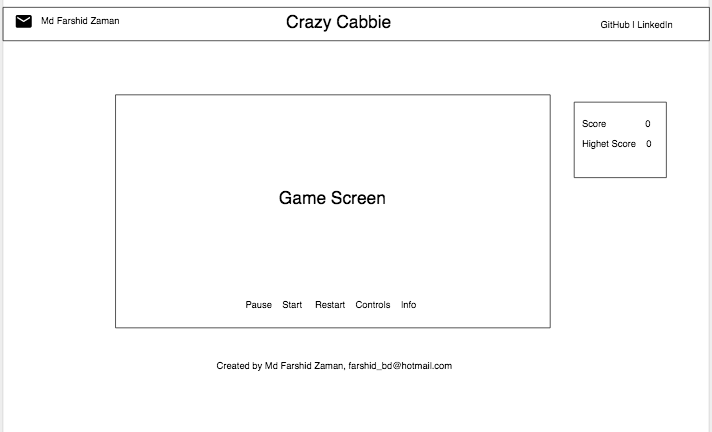 Md Farshid Zaman
Crazy Cabbie
GitHub | LinkedIn
Score 0
Highet Score 0
Game Screen
Pause Start Restart Controls Info
Created by Md Farshid Zaman, farshid_bd@hotmail.com